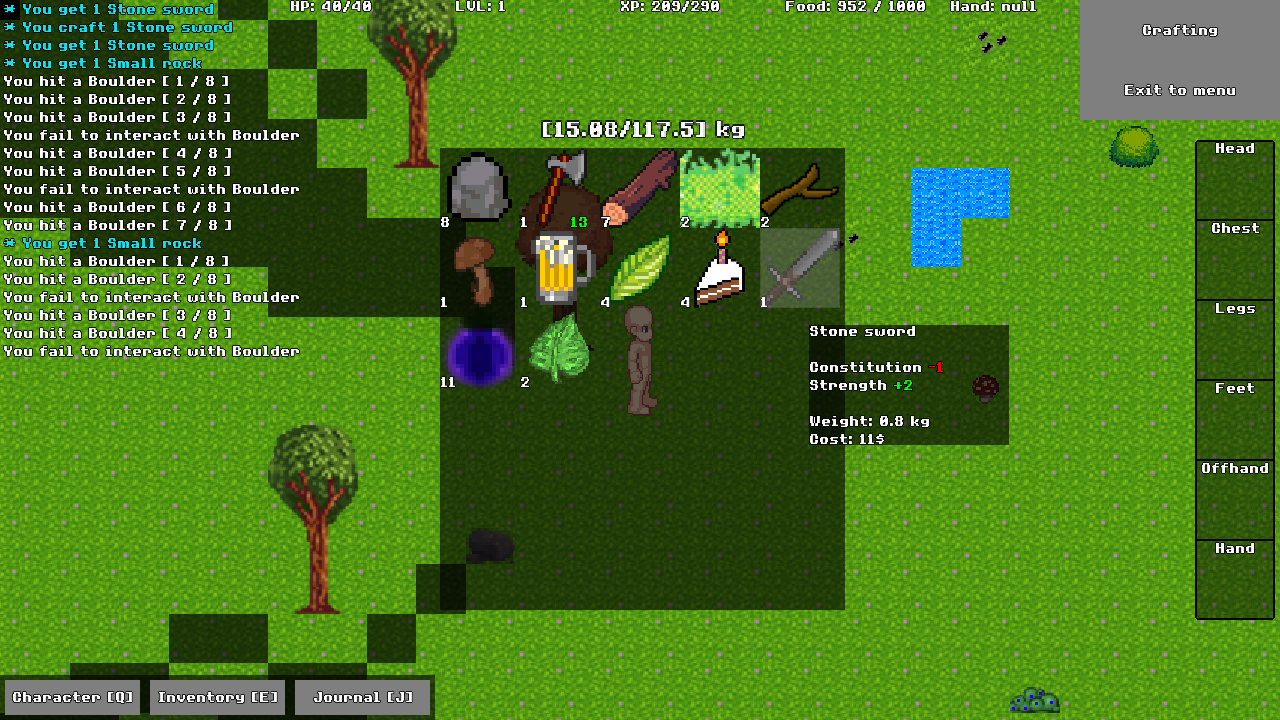 * You get 1 Stone sword
* You craft 1 Stone sword
* You get 1 Stone sword
* You get 1 Small rock
You hit a Boulder [ 1 / 8 ]
You hit a Boulder [ 2 / 8 ]
You hit a Boulder [ 3 / 8 ]
You fail to interact with Boulder
You hit a Boulder [ 4 / 8 ]
You hit a Boulder [ 5 / 8 ]
You fail to interact with Boulder
You hit a Boulder [ 6 / 8 ]
You hit a Boulder [ 7 / 8 ]
* You get 1 Small rock
You hit a Boulder [ 1 / 8 ]
You hit a Boulder [ 2 / 8 ]
You fail to interact with Boulder
You hit a Boulder [ 3 / 8 ]
You hit a Boulder [ 4 / 8 ]
You fail to interact with Boulder
HP: 40/40 LVL: 1 XP: 209/290 Food: 952 / 1000 Hand: null
Crafting
Exit to menu
[15.08/117.5] kg
8 1 13 7 2 2
1 1 4 4 1
11 2
Stone sword
Constitution -1
Strength +2
Weight: 0.8 kg
Cost: 11$
Head
Chest
Legs
Feet
Offhand
Hand
Character [Q] Inventory [E] Journal [J]